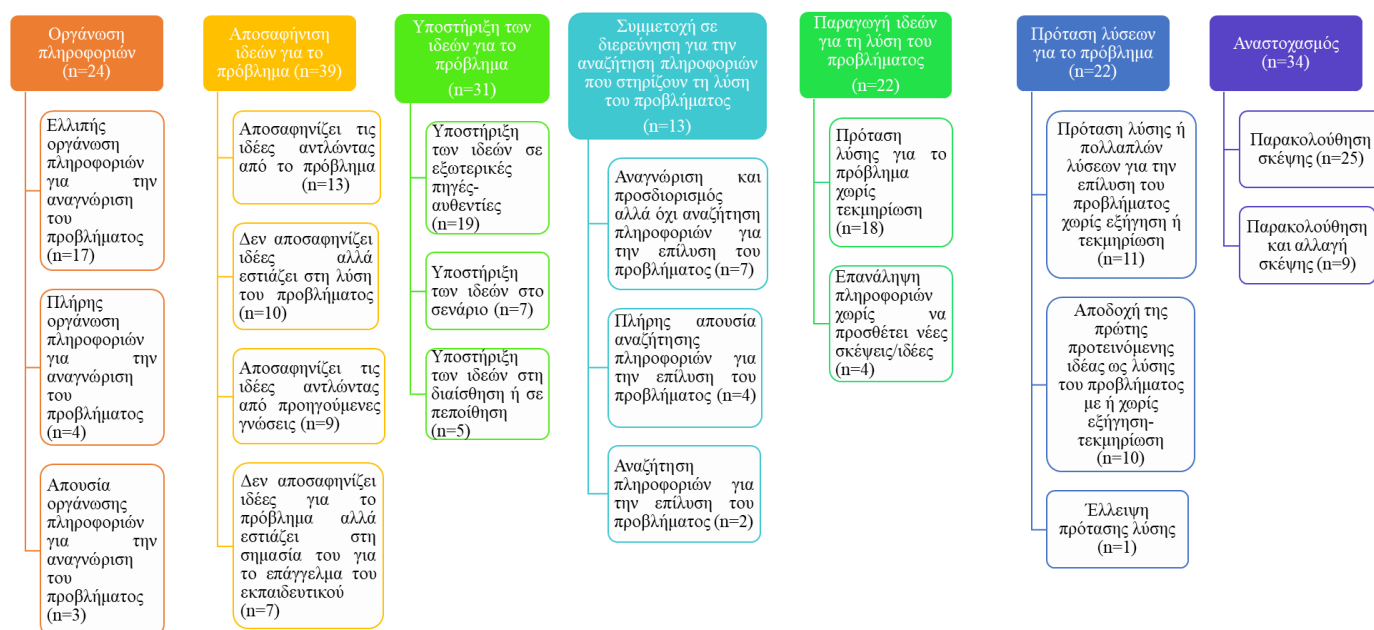 Οργάνωση
πληροφοριών
(n=24)
Ελλιπής
οργάνωση
πληροφοριών
για την
αναγνώριση
του
προβλήματος
(n=17)
Πλήρης
οργάνωση
πληροφοριών
για την
αναγνώριση
του
προβλήματος
(n=4)
Απουσία
οργάνωσης
πληροφοριών
για την
αναγνώριση
του
προβλήματος
(n=3)
Αποσαφήνιση
ιδεών για το
πρόβλημα (n=39)
Αποσαφηνίζει τις
ιδέες αντλώντας
από το πρόβλημα
(n=13)
Δεν αποσαφηνίζει
ιδέες αλλά
εστιάζει στη λύση
του προβλήματος
(n=10)
Αποσαφηνίζει τις
ιδέες αντλώντας
από προηγούμενες
γνώσεις (n=9)
Δεν αποσαφηνίζει
ιδέες για το
πρόβλημα αλλά
εστιάζει στη
σημασία του για
το επάγγελμα του
εκπαιδευτικού
(n=7)
Υποστήριξη των
ιδεών για το
πρόβλημα
(n=31)
Υποστήριξη
των ιδεών σε
εξωτερικές
πηγές-
αυθεντίες
(n=19)
Υποστήριξη
των ιδεών στο
σενάριο (n=7)
Υποστήριξη
των ιδεών στη
διαίσθηση ή σε
πεποίθηση
(n=5)
Συμμετοχή σε
διερεύνηση για την
αναζήτηση πληροφοριών
που στηρίζουν τη λύση
του προβλήματος
(n=13)
Αναγνώριση και
προσδιορισμός
αλλά όχι αναζήτηση
πληροφοριών για
την επίλυση του
προβλήματος (n=7)
Πλήρης απουσία
αναζήτησης
πληροφοριών για
την επίλυση του
προβλήματος (n=4)
Αναζήτηση
πληροφοριών για
την επίλυση του
προβλήματος (n=2)
Παραγωγή ιδεών
για τη λύση του
προβλήματος
(n=22)
Πρόταση
λύσης για το
πρόβλημα
χωρίς
τεκμηρίωση
(n=18)
Επανάληψη
πληροφοριών
χωρίς να
προσθέτει νέες
σκέψεις/ιδέες
(n=4)
Πρόταση λύσεων
για το πρόβλημα
(n=22)
Πρόταση λύσης ή
πολλαπλών
λύσεων για την
επίλυση του
προβλήματος
χωρίς εξήγηση ή
τεκμηρίωση
(n=11)
Αποδοχή της
πρώτης
προτεινόμενης
ιδέας ως λύσης
του προβλήματος
με ή χωρίς
εξήγηση-
τεκμηρίωση
(n=10)
Έλλειψη
πρότασης λύσης
(n=1)
Αναστοχασμός
(n=34)
Παρακολούθηση
σκέψης (n=25)
Παρακολούθηση
και αλλαγή
σκέψης (n=9)